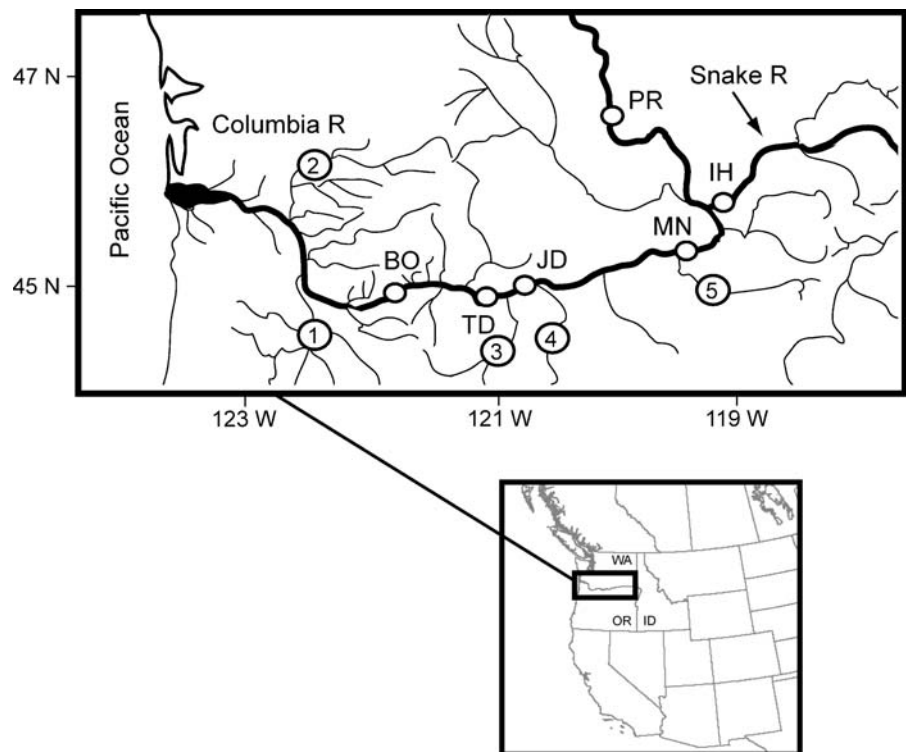 47 N
45 N
Pacific Ocean
Columbia R
Snake R
PR
IH
MN
BO
JD
TD
2
1
3
4
5
123 W
121 W
119 W
WA
OR
ID